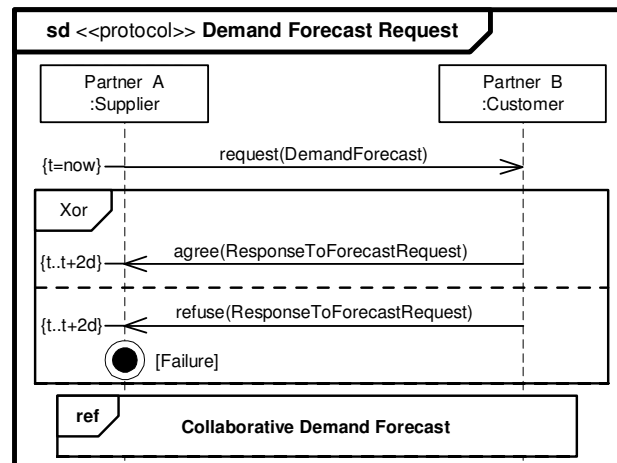 sd <<protocol>> Demand Forecast Request
Partner A
:Supplier
Partner B
:Customer
{t=now}
request(DemandForecast)
Xor
{t..t+2d}
agree(ResponseToForecastRequest)
{t..t+2d}
refuse(ResponseToForecastRequest)
[Failure]
ref
Collaborative Demand Forecast